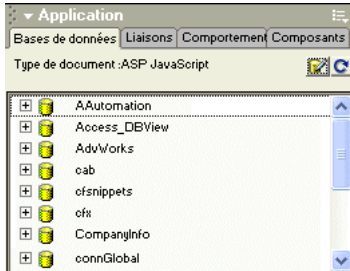 Application
Bases de données Liaisons Comportement Composants
Type de document :ASP JavaScript
AAutomation
Access_DBView
AdvWorks
cab
cfsnippets
cfx
CompanyInfo
connGlobal